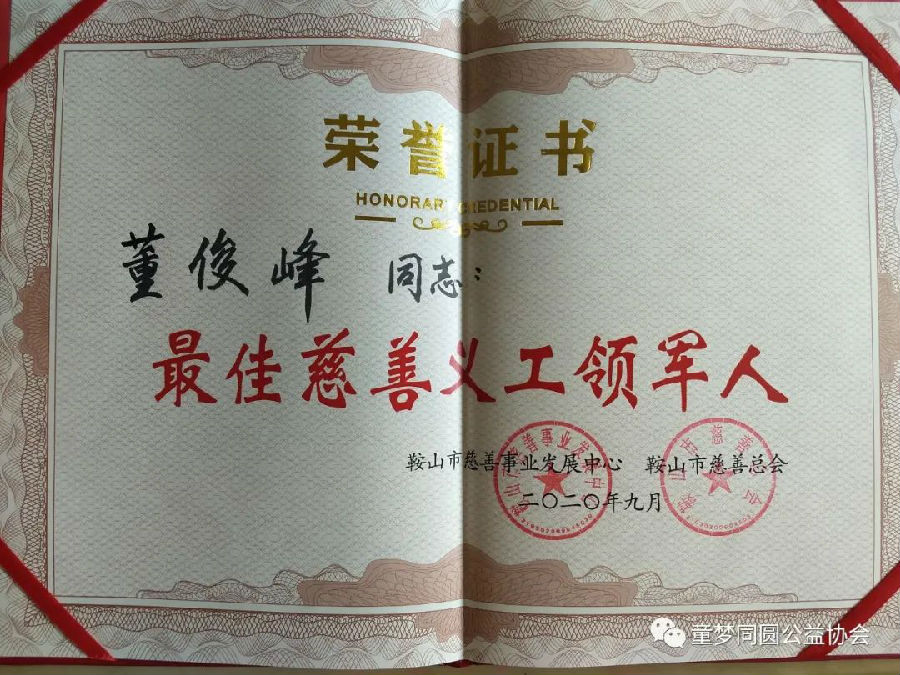 荣誉证书
HONORARY CREDENTIAL
董俊峰 同志：
最佳慈善义工领军人
鞍山市慈善事业发展中心 鞍山市慈善总会
二〇二〇年九月
童梦同圆公益协会